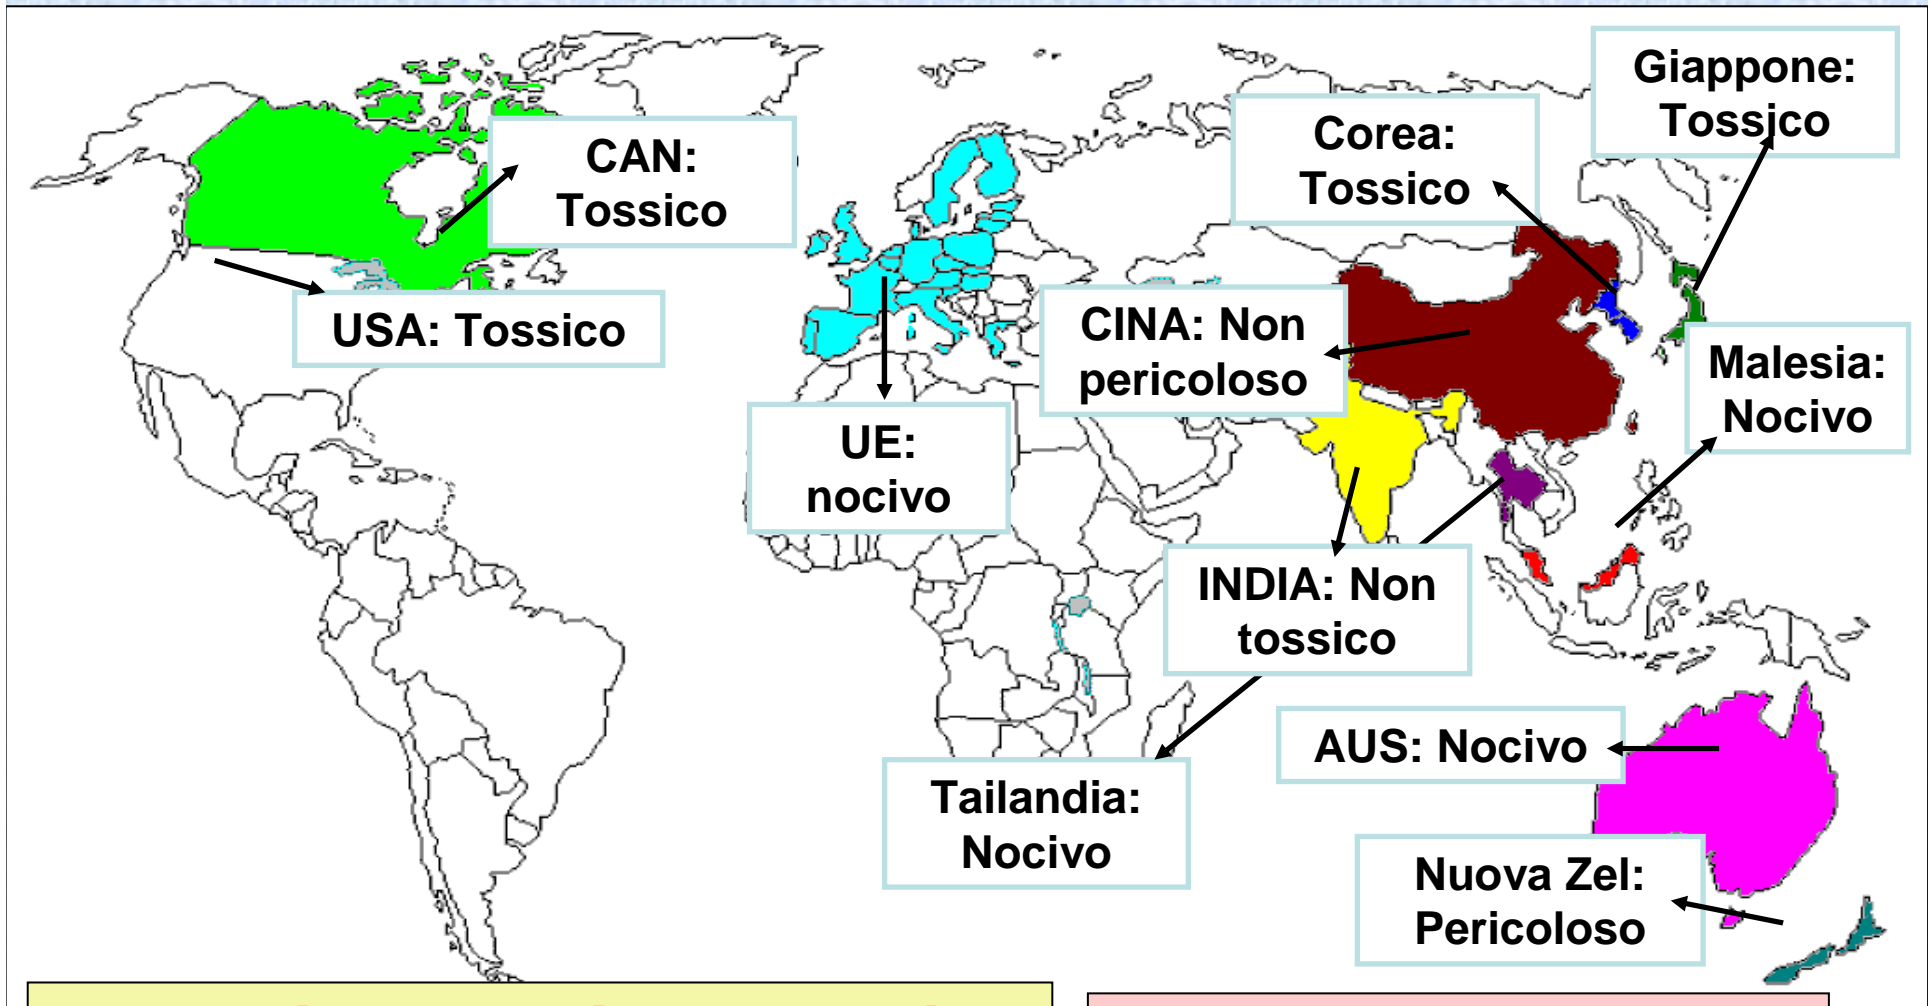 Giappone:
Tossico
Corea:
Tossico
CAN:
Tossico
USA: Tossico
CINA: Non
pericoloso
Malesia:
Nocivo
UE:
nocivo
INDIA: Non
tossico
AUS: Nocivo
Tailandia:
Nocivo
Nuova Zel:
Pericoloso